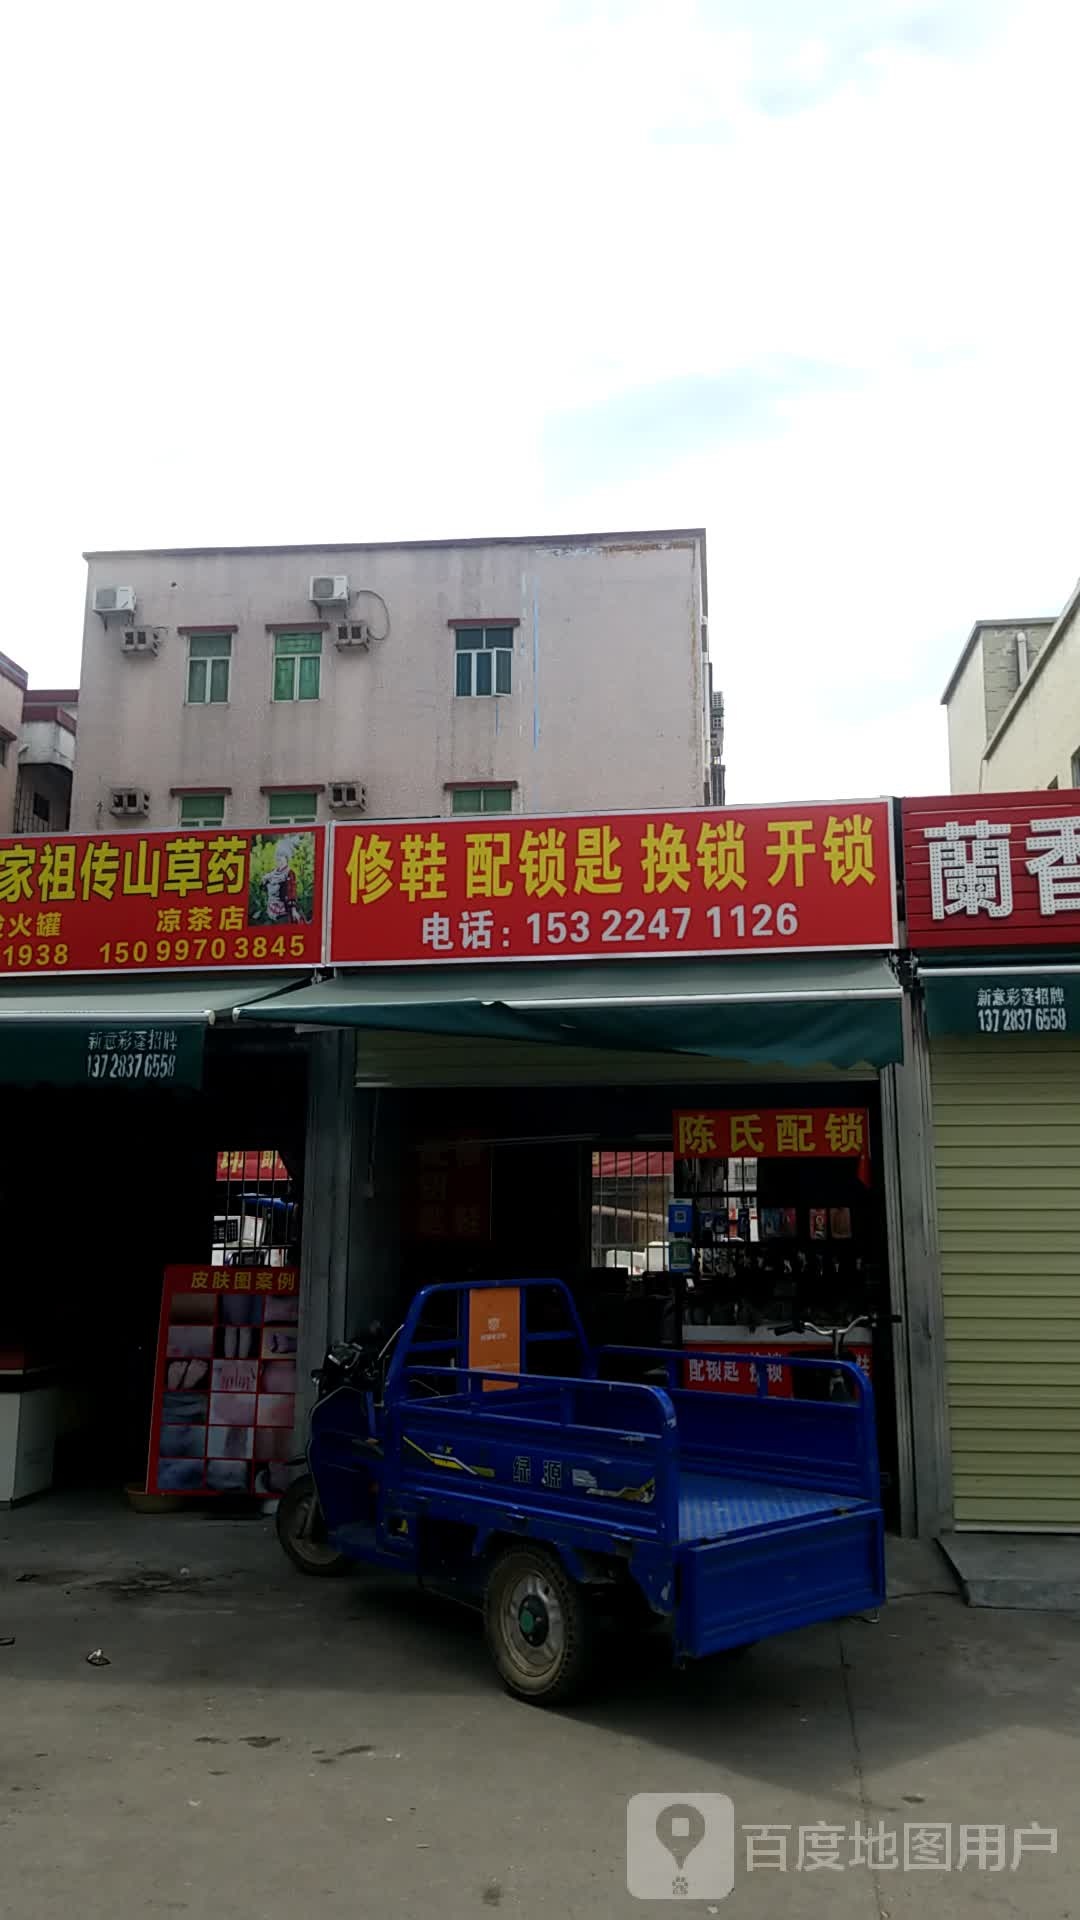 家祖传山草药
火罐 凉茶店
1938 150 9970 3845
修鞋 配锁匙 换锁 开锁
电话: 153 2247 1126
蘭香
新意彩蓬招牌
137 2837 6558
新意彩蓬招牌
137 2837 6558
陈氏配锁
皮肤图案例
配锁匙 换锁 鞋
绿源
百度地图用户